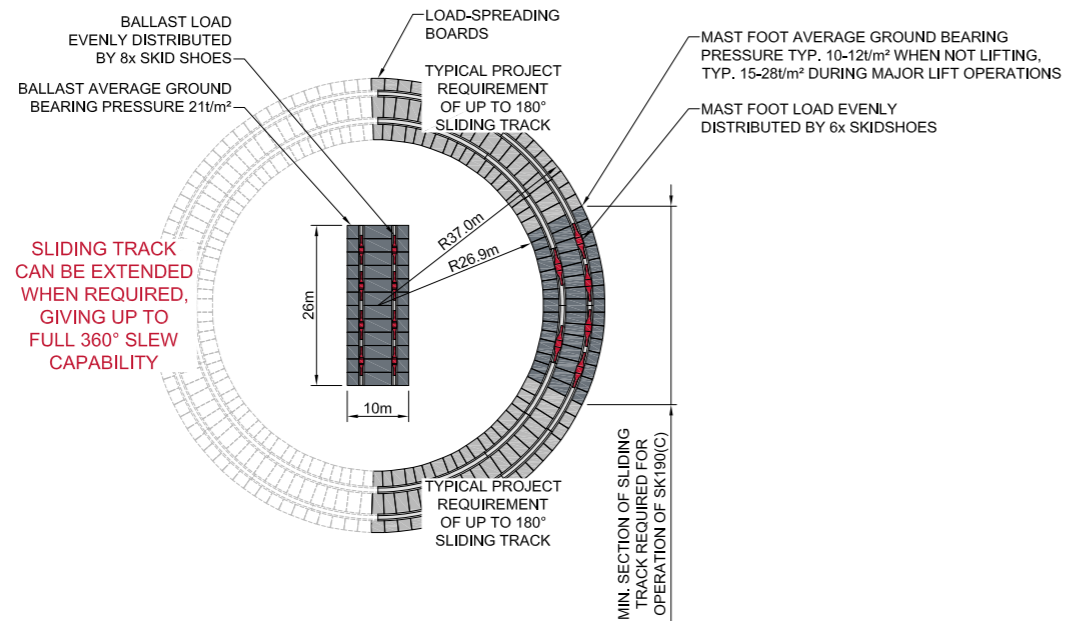 BALLAST LOAD
EVENLY DISTRIBUTED
BY 8x SKID SHOES
BALLAST AVERAGE GROUND
BEARING PRESSURE 21t/m²
LOAD-SPREADING
BOARDS
TYPICAL PROJECT
REQUIREMENT
OF UP TO 180°
SLIDING TRACK
MAST FOOT AVERAGE GROUND BEARING
PRESSURE TYP. 10-12t/m² WHEN NOT LIFTING,
TYP. 15-28t/m² DURING MAJOR LIFT OPERATIONS
MAST FOOT LOAD EVENLY
DISTRIBUTED BY 6x SKIDSHOES
SLIDING TRACK
CAN BE EXTENDED
WHEN REQUIRED,
GIVING UP TO
FULL 360° SLEW
CAPABILITY
R37.0m
R26.9m
26m
10m
TYPICAL PROJECT
REQUIREMENT
OF UP TO 180°
SLIDING TRACK
MIN. SECTION OF SLIDING
TRACK REQUIRED FOR
OPERATION OF SK190(C)